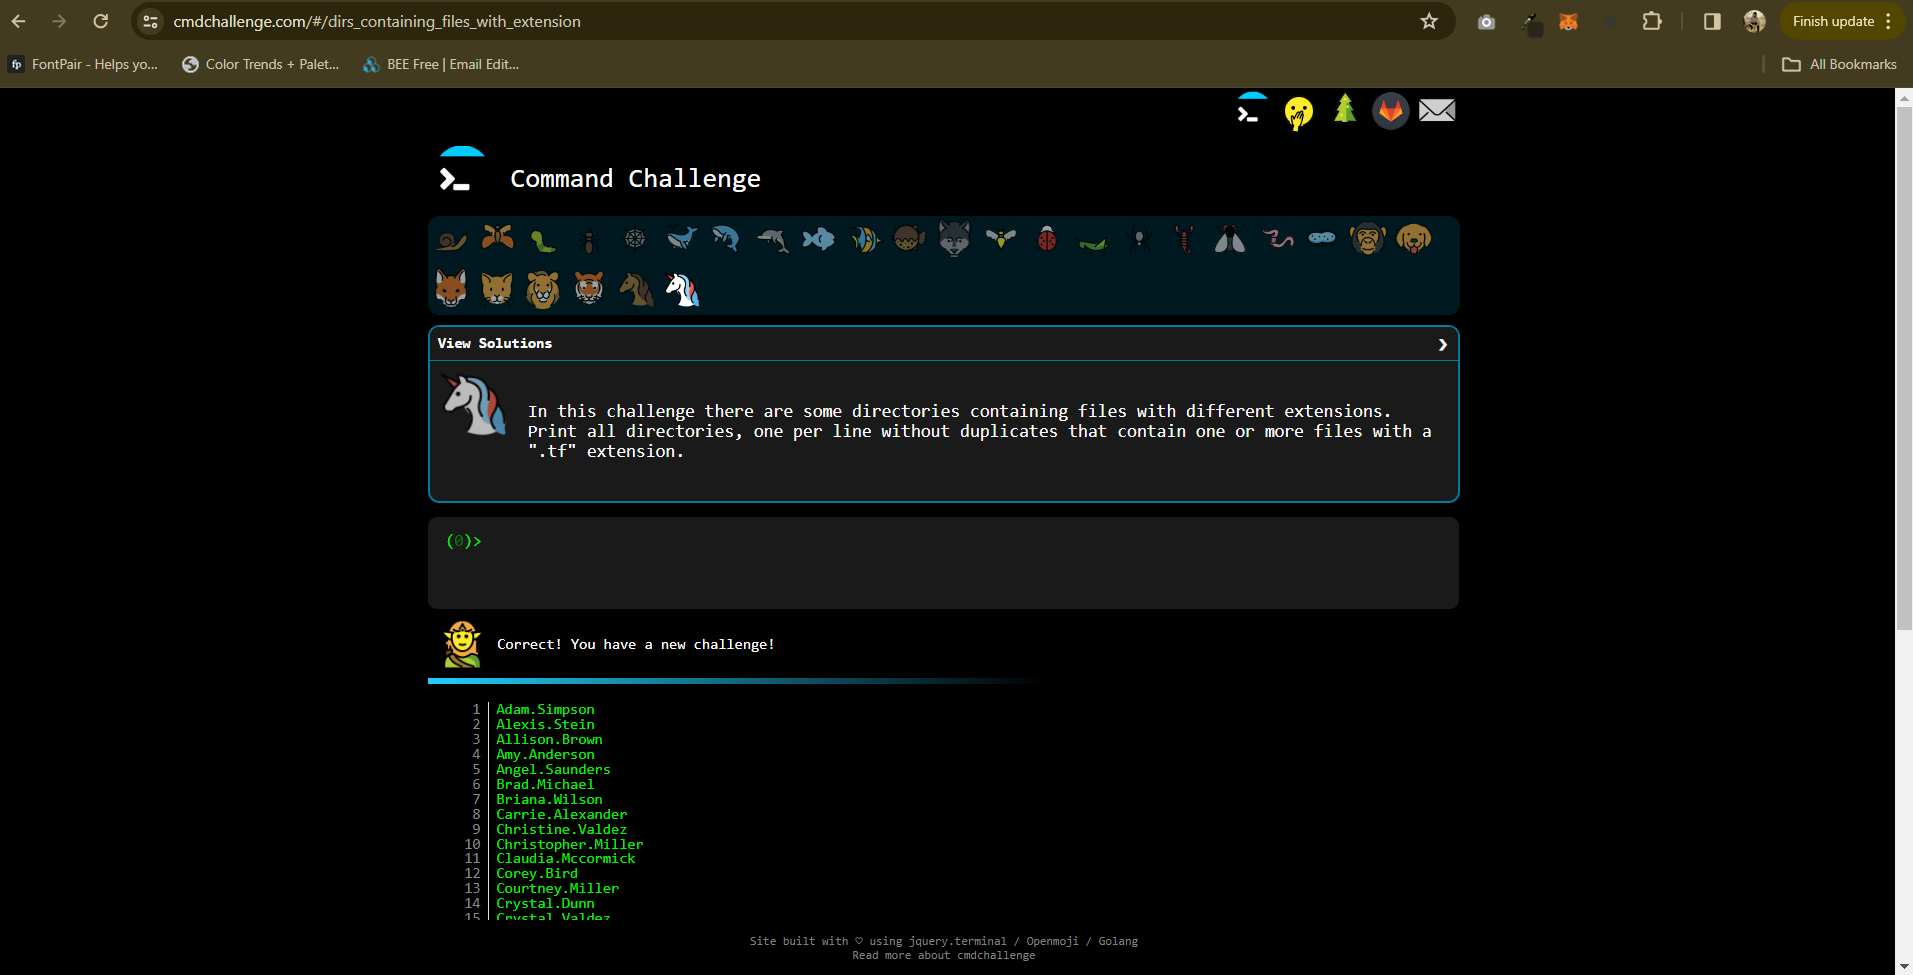 cmdchallenge.com/#/dirs_containing_files_with_extension
Finish update
fp FontPair - Helps yo...
Color Trends + Palet...
BEE Free | Email Edit...
All Bookmarks
Command Challenge
View Solutions
In this challenge there are some directories containing files with different extensions.
Print all directories, one per line without duplicates that contain one or more files with a
".tf" extension.
(0)>
Correct! You have a new challenge!
1 Adam.Simpson
2 Alexis.Stein
3 Allison.Brown
4 Amy.Anderson
5 Angel.Saunders
6 Brad.Michael
7 Briana.Wilson
8 Carrie.Alexander
9 Christine.Valdez
10 Christopher.Miller
11 Claudia.Mccormick
12 Corey.Bird
13 Courtney.Miller
14 Crystal.Dunn
15 Crystal.Valdez
Site built with ♡ using jquery.terminal / Openmoji / Golang
Read more about cmdchallenge